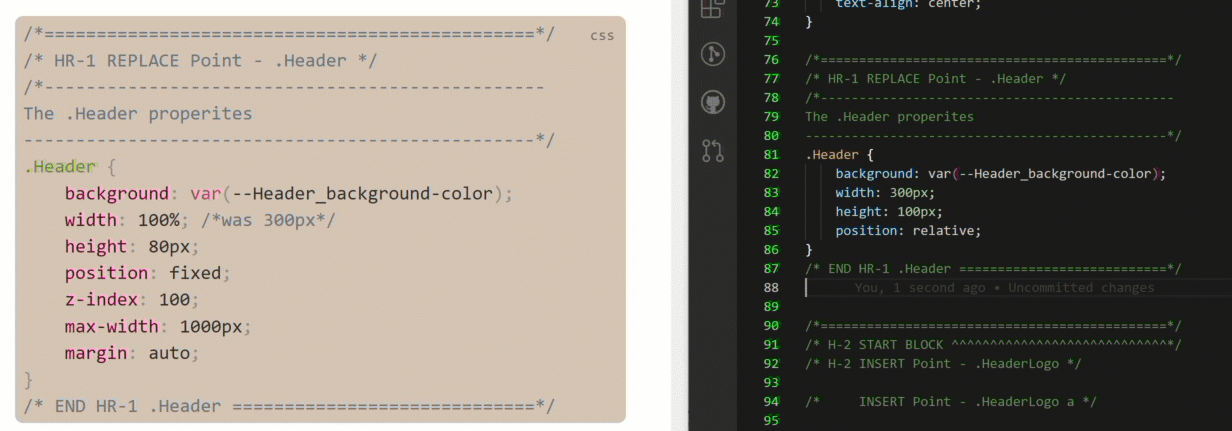 /*===============================================*/
css
/* HR-1 REPLACE Point - .Header */
/*------------------------------------------------
The .Header properites
-------------------------------------------------*/
.Header {
    background: var(--Header_background-color);
    width: 100%; /*was 300px*/
    height: 80px;
    position: fixed;
    z-index: 100;
    max-width: 1000px;
    margin: auto;
}
/* END HR-1 .Header =============================*/
73 text-align: center;
74 }
75
76 /*=============================================*/
77 /* HR-1 REPLACE Point - .Header */
78 /*----------------------------------------------
79 The .Header properites
80 -----------------------------------------------*/
81 .Header {
82     background: var(--Header_background-color);
83     width: 300px;
84     height: 100px;
85     position: relative;
86 }
87 /* END HR-1 .Header ===========================*/
88 You, 1 second ago • Uncommitted changes
89
90 /*=============================================*/
91 /* H-2 START BLOCK ^^^^^^^^^^^^^^^^^^^^^^^^^^^^*/
92 /* H-2 INSERT Point - .HeaderLogo */
93
94 /*     INSERT Point - .HeaderLogo a */
95